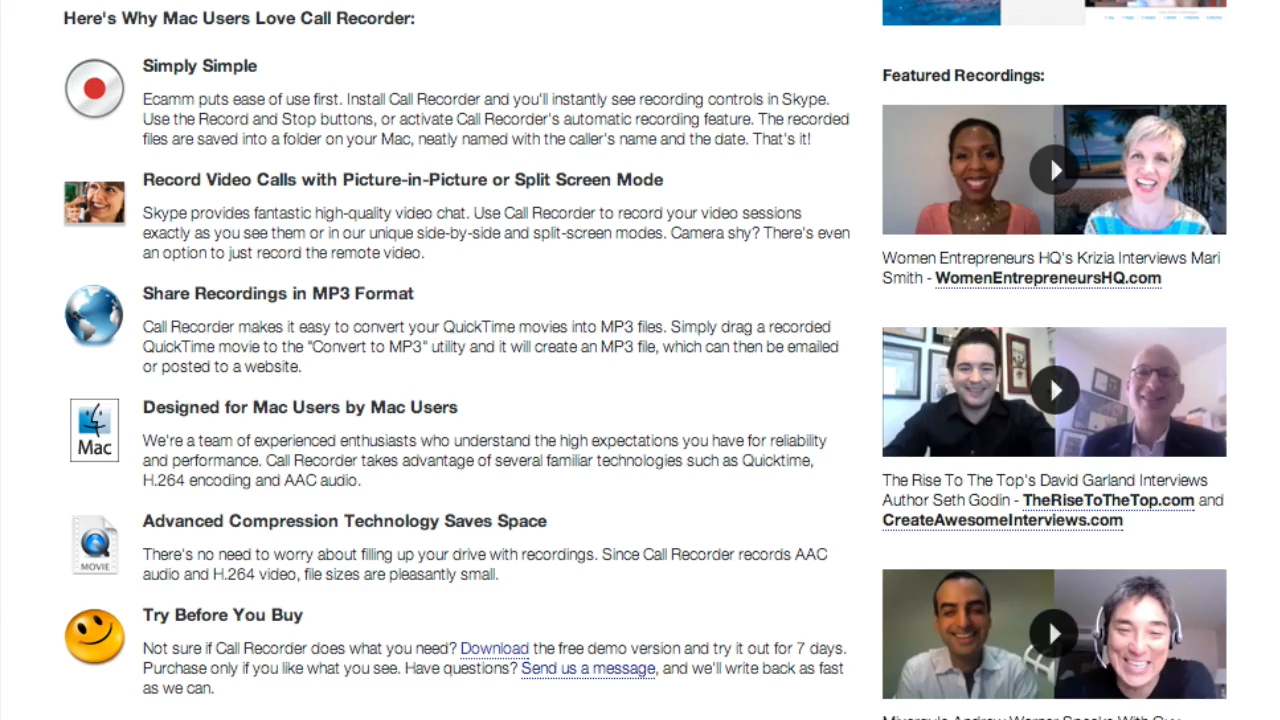 Here's Why Mac Users Love Call Recorder:
Simply Simple
Ecamm puts ease of use first. Install Call Recorder and you'll instantly see recording controls in Skype.
Use the Record and Stop buttons, or activate Call Recorder's automatic recording feature. The recorded
files are saved into a folder on your Mac, neatly named with the caller's name and the date. That's it!
Record Video Calls with Picture-in-Picture or Split Screen Mode
Skype provides fantastic high-quality video chat. Use Call Recorder to record your video sessions
exactly as you see them or in our unique side-by-side and split-screen modes. Camera shy? There's even
an option to just record the remote video.
Share Recordings in MP3 Format
Call Recorder makes it easy to convert your QuickTime movies into MP3 files. Simply drag a recorded
QuickTime movie to the "Convert to MP3" utility and it will create an MP3 file, which can then be emailed
or posted to a website.
Mac
Designed for Mac Users by Mac Users
We're a team of experienced enthusiasts who understand the high expectations you have for reliability
and performance. Call Recorder takes advantage of several familiar technologies such as Quicktime,
H.264 encoding and AAC audio.
MOVIE
Advanced Compression Technology Saves Space
There's no need to worry about filling up your drive with recordings. Since Call Recorder records AAC
audio and H.264 video, file sizes are pleasantly small.
Try Before You Buy
Not sure if Call Recorder does what you need? Download the free demo version and try it out for 7 days.
Purchase only if you like what you see. Have questions? Send us a message, and we'll write back as fast
as we can.
Featured Recordings:
Women Entrepreneurs HQ's Krizia Interviews Mari
Smith - WomenEntrepreneursHQ.com
The Rise To The Top's David Garland Interviews
Author Seth Godin - TheRiseToTheTop.com and
CreateAwesomeInterviews.com